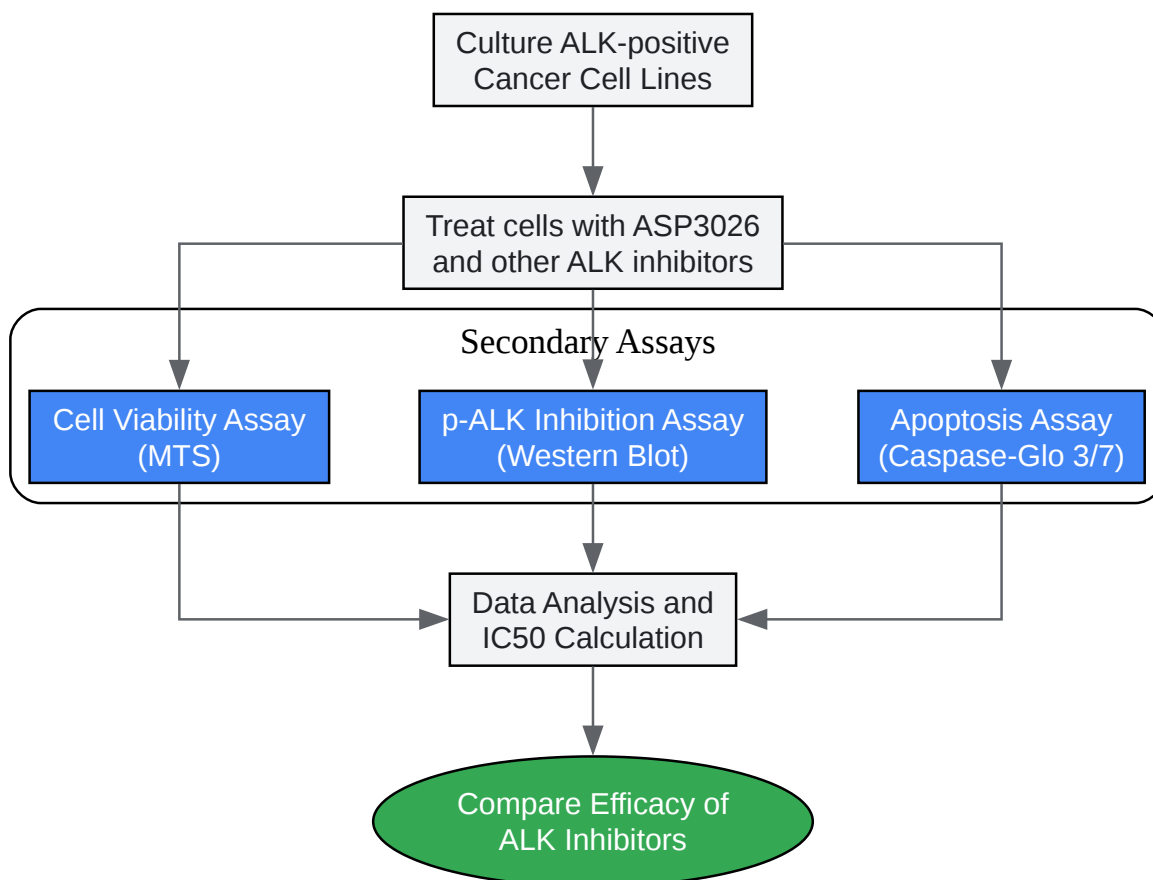 Culture ALK-positive
Cancer Cell Lines
Treat cells with ASP3026
and other ALK inhibitors
Secondary Assays
Cell Viability Assay
(MTS)
p-ALK Inhibition Assay
(Western Blot)
Apoptosis Assay
(Caspase-Glo 3/7)
Data Analysis and
IC50 Calculation
Compare Efficacy of
ALK Inhibitors